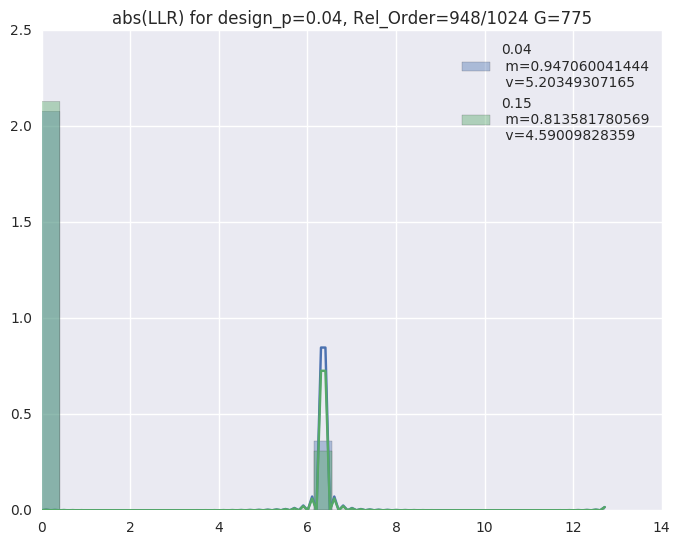 abs(LLR) for design_p=0.04, Rel_Order=948/1024 G=775
2.5
2.0
1.5
1.0
0.5
0.0
0.04
m=0.947060041444
v=5.20349307165
0.15
m=0.813581780569
v=4.59009828359
0 2 4 6 8 10 12 14